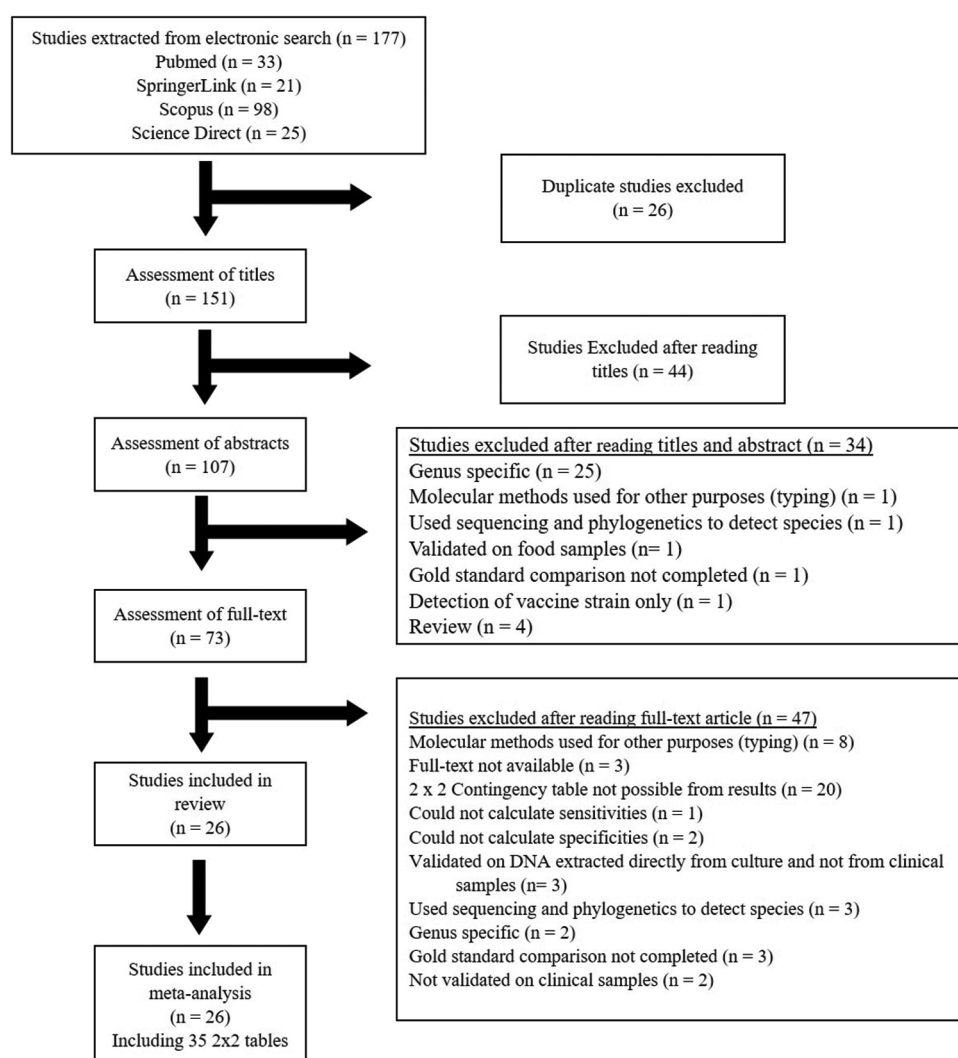 Studies extracted from electronic search (n = 177)
Pubmed (n = 33)
SpringerLink (n = 21)
Scopus (n = 98)
Science Direct (n = 25)
Duplicate studies excluded
(n = 26)
Assessment of titles
(n = 151)
Studies Excluded after reading
titles (n = 44)
Assessment of abstracts
(n = 107)
Studies excluded after reading titles and abstract (n = 34)
Genus specific (n = 25)
Molecular methods used for other purposes (typing) (n = 1)
Used sequencing and phylogenetics to detect species (n = 1)
Validated on food samples (n= 1)
Gold standard comparison not completed (n = 1)
Detection of vaccine strain only (n = 1)
Review (n = 4)
Assessment of full-text
(n = 73)
Studies excluded after reading full-text article (n = 47)
Molecular methods used for other purposes (typing) (n = 8)
Full-text not available (n = 3)
2 x 2 Contingency table not possible from results (n = 20)
Could not calculate sensitivities (n = 1)
Could not calculate specificities (n = 2)
Validated on DNA extracted directly from culture and not from clinical
samples (n= 3)
Used sequencing and phylogenetics to detect species (n = 3)
Genus specific (n = 2)
Gold standard comparison not completed (n = 3)
Not validated on clinical samples (n = 2)
Studies included in
review
(n = 26)
Studies included in
meta-analysis
(n = 26)
Including 35 2x2 tables